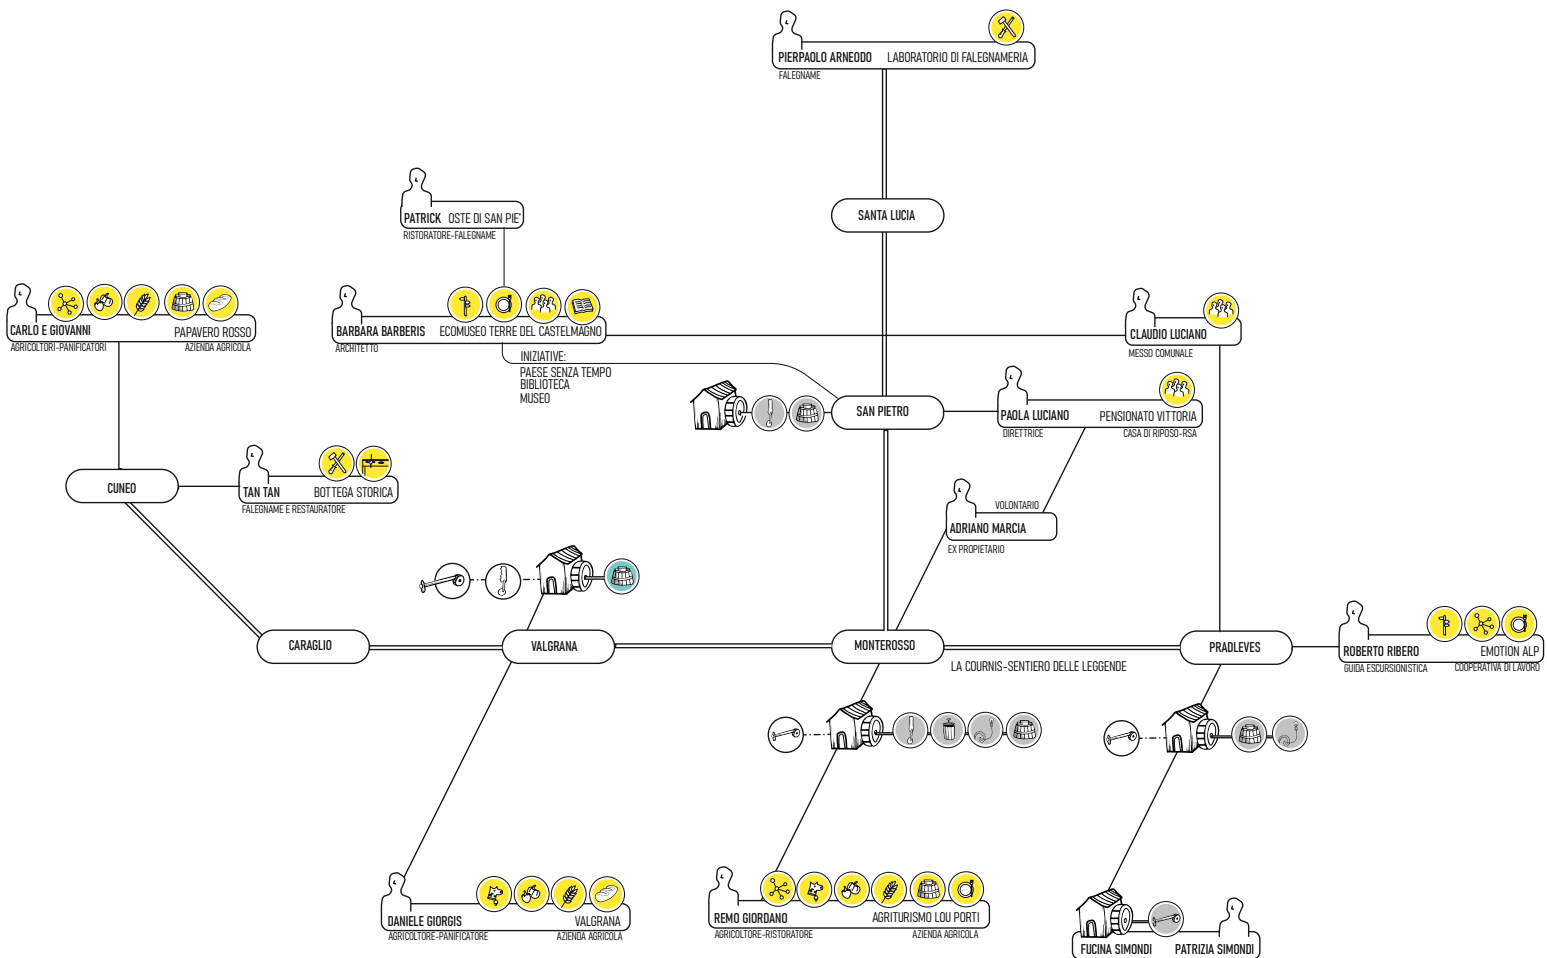 PIERPAOLO ARNEODO LABORATORIO DI FALEGNAMERIA
FALEGNAME
PATRICK OSTE DI SAN PIE'
RISTORATORE-FALEGNAME
SANTA LUCIA
CARLO E GIOVANNI PAPAVERO ROSSO
AGRICOLTORI-PANIFICATORI AZIENDA AGRICOLA
BARBARA BARBERIS ECOMUSEO TERRE DEL CASTELMAGNO
ARCHITETTO
INIZIATIVE:
PAESE SENZA TEMPO
BIBLIOTECA
MUSEO
CLAUDIO LUCIANO
MESSO COMUNALE
SAN PIETRO
PAOLA LUCIANO PENSIONATO VITTORIA
DIRETTRICE CASA DI RIPOSO-RSA
CUNEO
TAN TAN BOTTEGA STORICA
FALEGNAME E RESTAURATORE
VOLONTARIO
ADRIANO MARCIA
EX PROPIETARIO
CARAGLIO
VALGRANA
MONTEROSSO
LA COURNIS-SENTIERO DELLE LEGGENDE
PRADLEVES
ROBERTO RIBERO EMOTION ALP
GUIDA ESCURSIONISTICA COOPERATIVA DI LAVORO
DANIELE GIORGIS VALGRANA
AGRICOLTORE-PANIFICATORE AZIENDA AGRICOLA
REMO GIORDANO AGRITURISMO LOU PORTI
AGRICOLTORE-RISTORATORE AZIENDA AGRICOLA
FUCINA SIMONDI PATRIZIA SIMONDI